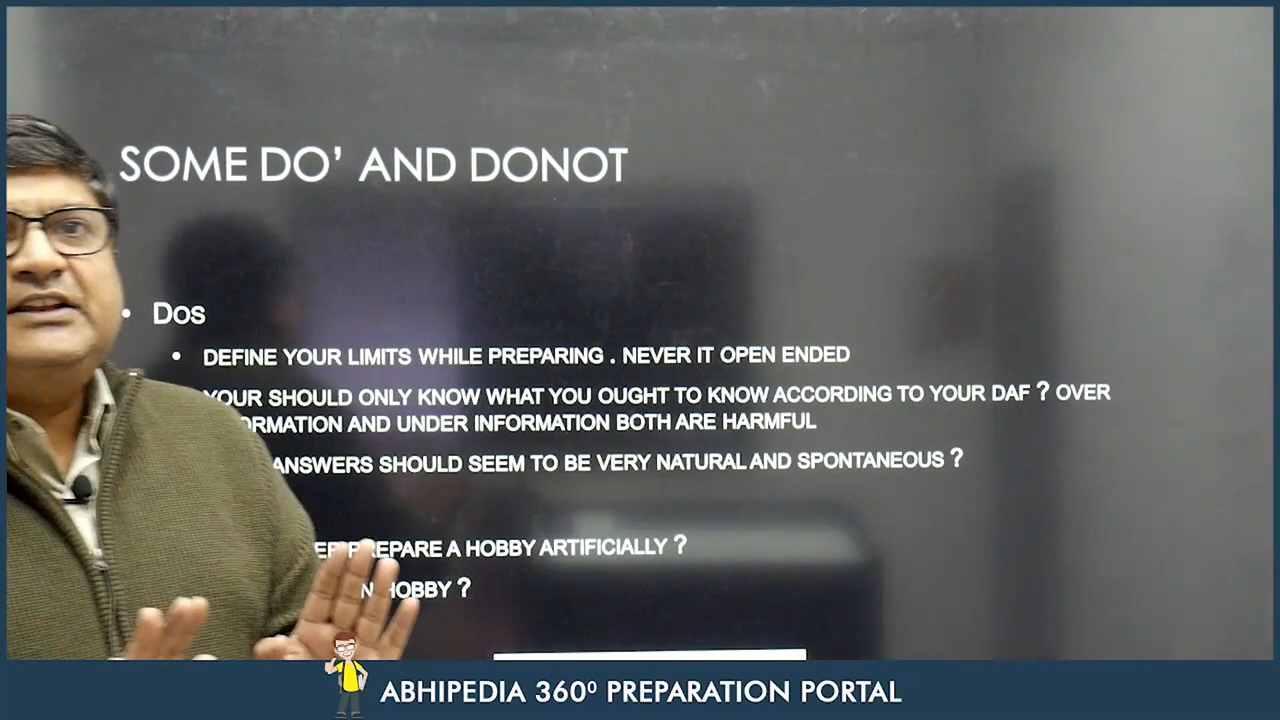 SOME DO' AND DONOT
• DOS
• DEFINE YOUR LIMITS WHILE PREPARING . NEVER IT OPEN ENDED
YOUR SHOULD ONLY KNOW WHAT YOU OUGHT TO KNOW ACCORDING TO YOUR DAF ? OVER
AND UNDER INFORMATION BOTH ARE HARMFUL
ANSWERS SHOULD SEEM TO BE VERY NATURAL AND SPONTANEOUS ?
PREPARE A HOBBY ARTIFICIALLY ?
HOBBY ?
ABHIPEDIA 360⁰ PREPARATION PORTAL